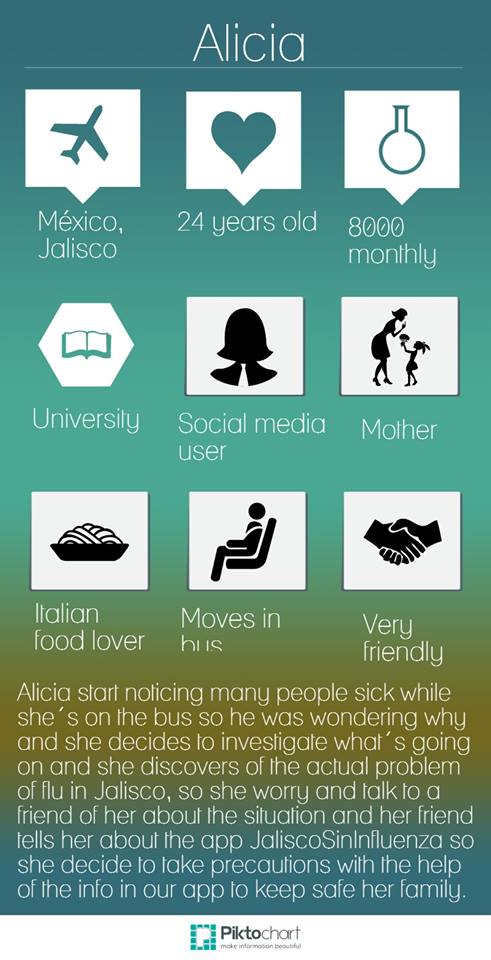 Alicia
México,
Jalisco
24 years old
8000
monthly
University
Social media
user
Mother
Italian
food lover
Moves in
bus
Very
friendly
Alicia start noticing many people sick while
she´s on the bus so he was wondering why
and she decides to investigate what´s going
on and she discovers of the actual problem
of flu in Jalisco, so she worry and talk to a
friend of her about the situation and her friend
tells her about the app JaliscoSinInfluenza so
she decide to take precautions with the help
of the info in our app to keep safe her family.
Piktochart
make information beautiful